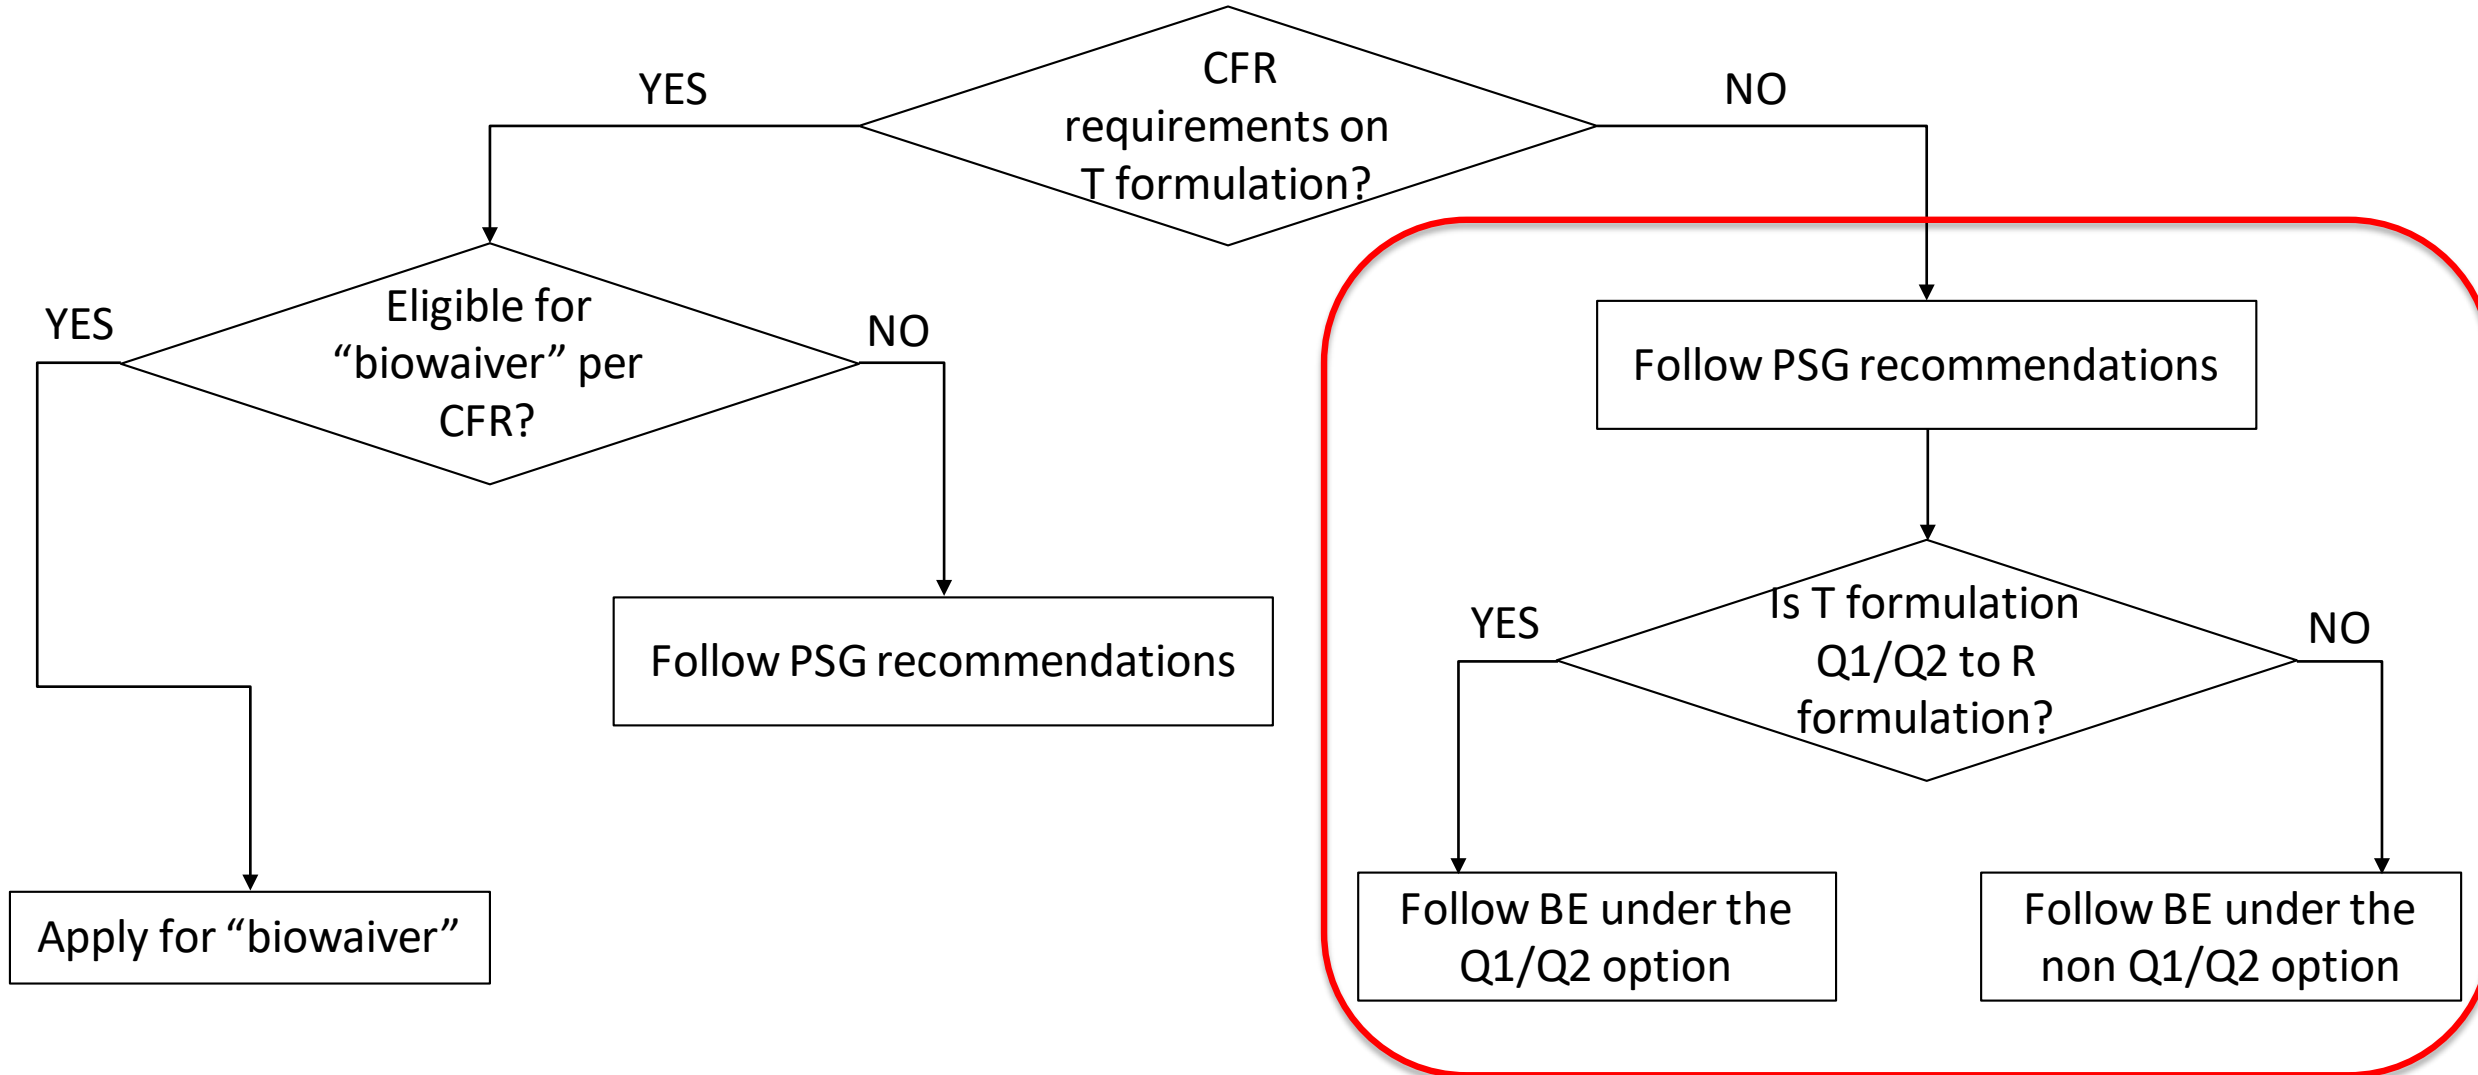 CFR
requirements on
T formulation?
YES
NO
Eligible for
“biowaiver” per
CFR?
YES
NO
Follow PSG recommendations
Apply for “biowaiver”
Follow PSG recommendations
Is T formulation
Q1/Q2 to R
formulation?
YES
NO
Follow BE under the
Q1/Q2 option
Follow BE under the
non Q1/Q2 option